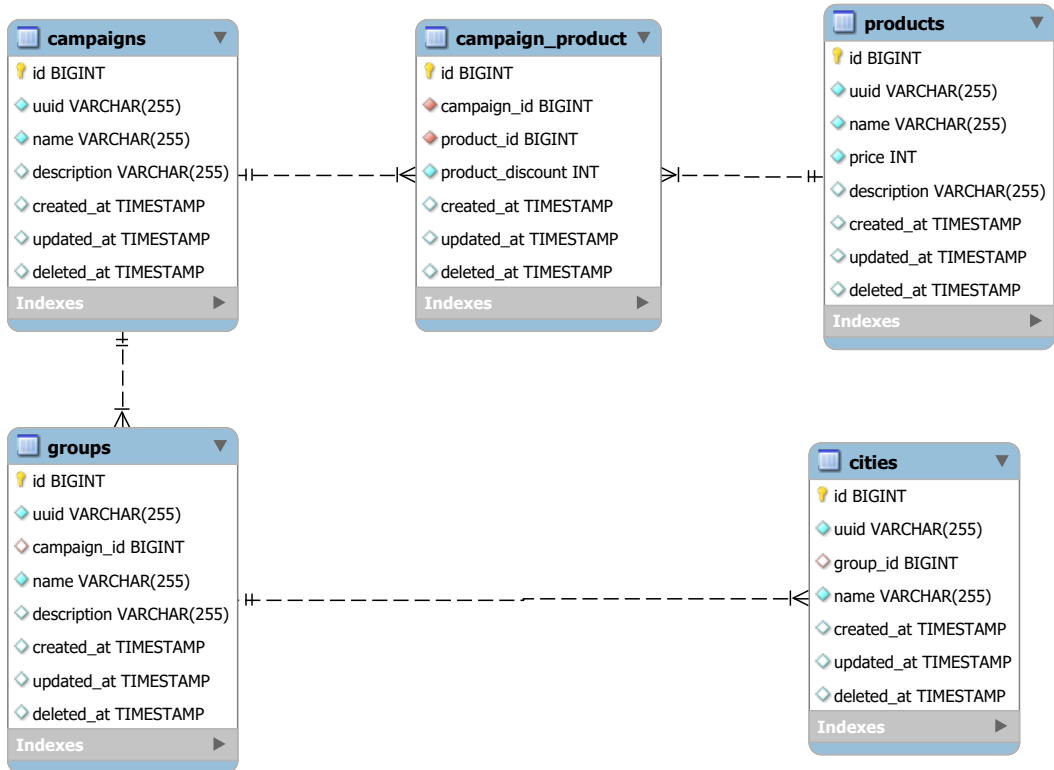 campaigns
id BIGINT
uuid VARCHAR(255)
name VARCHAR(255)
description VARCHAR(255)
created_at TIMESTAMP
updated_at TIMESTAMP
deleted_at TIMESTAMP
Indexes
campaign_product
id BIGINT
campaign_id BIGINT
product_id BIGINT
product_discount INT
created_at TIMESTAMP
updated_at TIMESTAMP
deleted_at TIMESTAMP
Indexes
products
id BIGINT
uuid VARCHAR(255)
name VARCHAR(255)
price INT
description VARCHAR(255)
created_at TIMESTAMP
updated_at TIMESTAMP
deleted_at TIMESTAMP
Indexes
groups
id BIGINT
uuid VARCHAR(255)
campaign_id BIGINT
name VARCHAR(255)
description VARCHAR(255)
created_at TIMESTAMP
updated_at TIMESTAMP
deleted_at TIMESTAMP
Indexes
cities
id BIGINT
uuid VARCHAR(255)
group_id BIGINT
name VARCHAR(255)
created_at TIMESTAMP
updated_at TIMESTAMP
deleted_at TIMESTAMP
Indexes